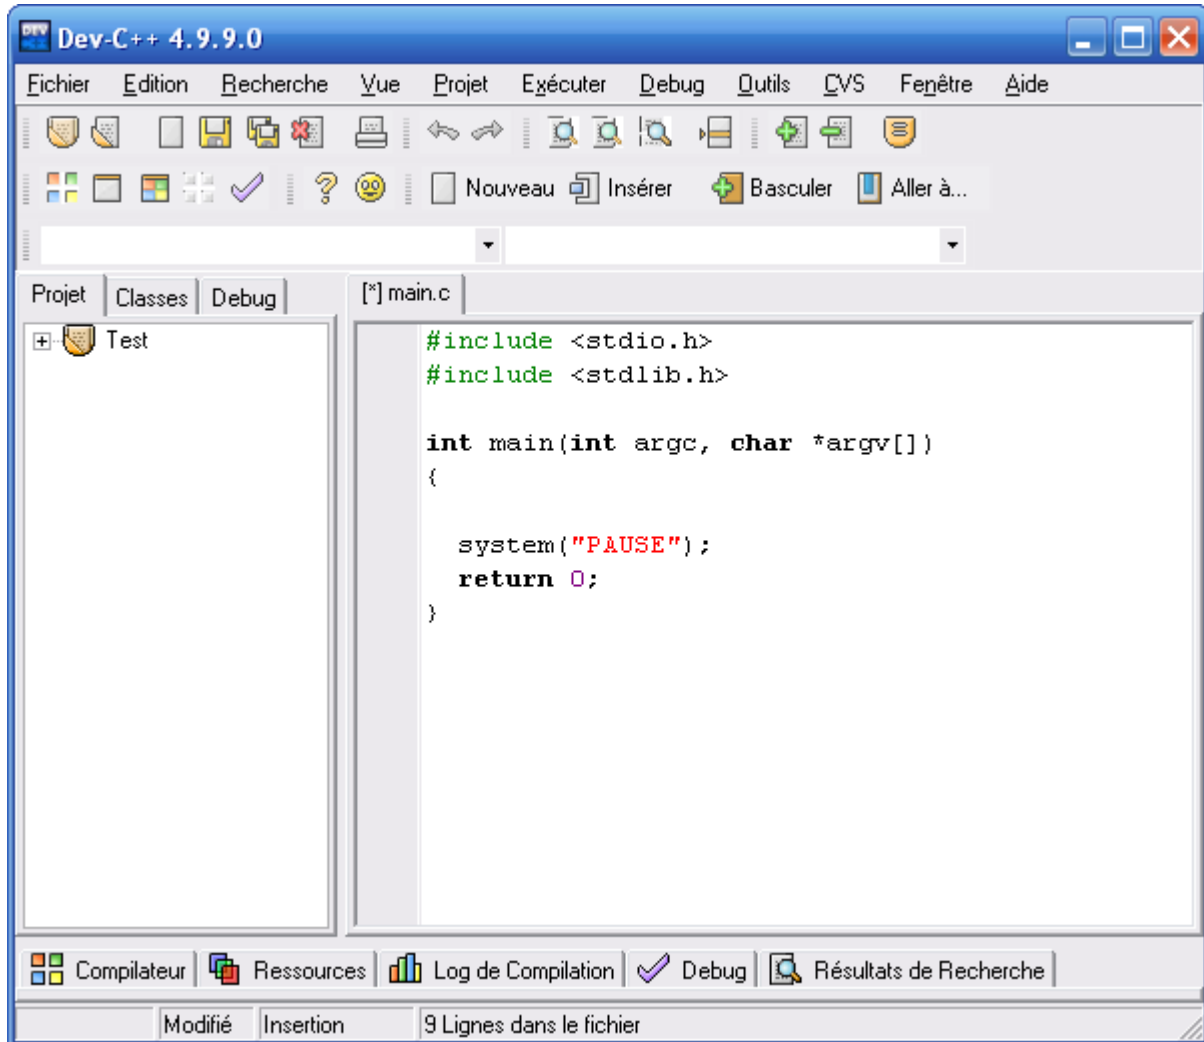 DEV Dev-C++ 4.9.9.0
Fichier Edition Recherche Vue Projet Exécuter Debug Outils CVS Fenêtre Aide
Nouveau Insérer Basculer Aller à...
Projet Classes Debug [*] main.c
Test
#include <stdio.h>
#include <stdlib.h>
int main(int argc, char *argv[])
{
system("PAUSE");
return 0;
}
Compilateur Ressources Log de Compilation Debug Résultats de Recherche
Modifié Insertion 9 Lignes dans le fichier